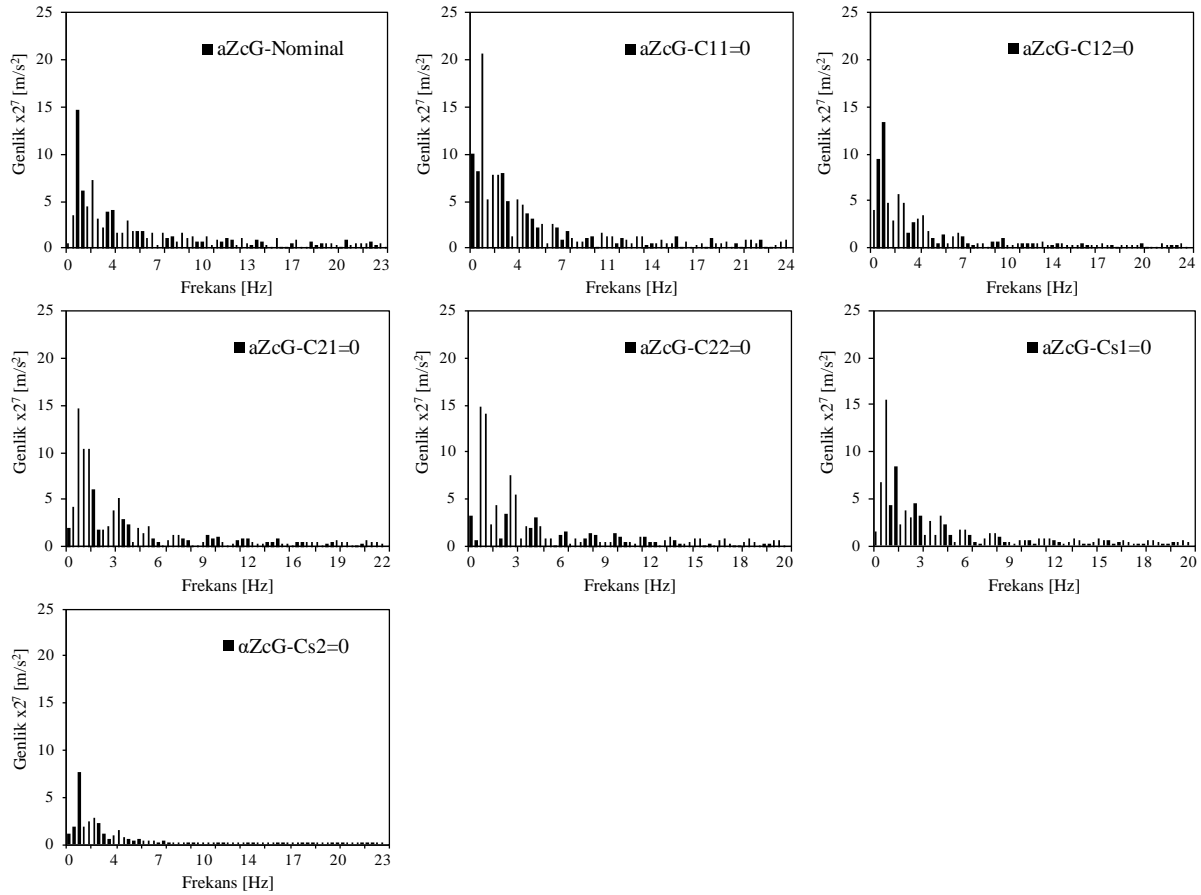 25
20
15
10
5
0
Genlik x2⁷ [m/s²]
aZcG-Nominal
0 4 7 10 13 17 20 23
Frekans [Hz]
25
20
15
10
5
0
Genlik x2⁷ [m/s²]
aZcG-C11=0
0 4 7 11 14 18 21 24
Frekans [Hz]
25
20
15
10
5
0
Genlik x2⁷ [m/s²]
aZcG-C12=0
0 3 7 10 14 17 20 24
Frekans [Hz]
25
20
15
10
5
0
Genlik x2⁷ [m/s²]
aZcG-C21=0
0 3 6 9 13 16 19 22
Frekans [Hz]
25
20
15
10
5
0
Genlik x2⁷ [m/s²]
aZcG-C22=0
0 3 6 9 11 14 17 20
Frekans [Hz]
25
20
15
10
5
0
Genlik x2⁷ [m/s²]
aZcG-Cs1=0
0 3 6 9 12 15 18 20
Frekans [Hz]
25
20
15
10
5
0
Genlik x2⁷ [m/s²]
αZcG-Cs2=0
0 4 7 10 14 17 20 23
Frekans [Hz]